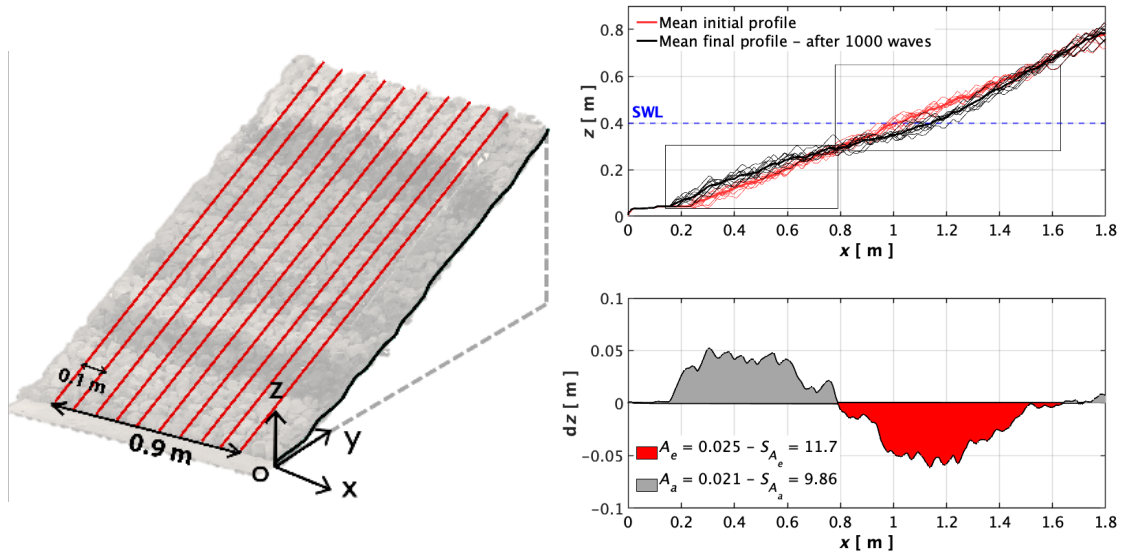 0.1 m
0.9 m
z
y
o
x
Mean initial profile
Mean final profile – after 1000 waves
SWL
z [ m ]
0.8
0.6
0.4
0.2
0
0 0.2 0.4 0.6 0.8 1 1.2 1.4 1.6 1.8
x [ m ]
dz [ m ]
0.1
0.05
0
-0.05
-0.1
A_e = 0.025 – S_{A_e} = 11.7
A_a = 0.021 – S_{A_a} = 9.86
0 0.2 0.4 0.6 0.8 1 1.2 1.4 1.6 1.8
x [ m ]